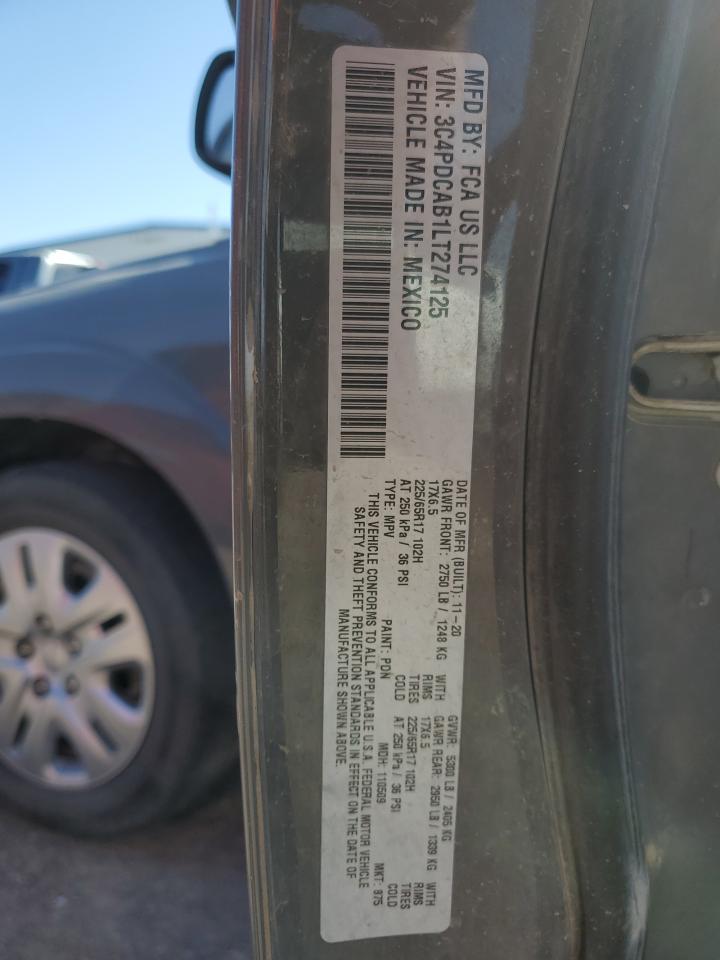 MFD BY: FCA US LLC
VIN: 3C4PDCAB1LT274125
VEHICLE MADE IN: MEXICO
DATE OF MFR (BUILT): 11-20 GVWR: 5300 LB / 2405 KG
GAWR FRONT: 2750 LB / 1248 KG WITH GAWR REAR: 2950 LB / 1339 KG WITH
17X6.5 RIMS 17X6.5 RIMS
225/65R17 102H TIRES 225/65R17 102H TIRES
AT 250 kPa / 36 PSI COLD AT 250 kPa / 36 PSI COLD
TYPE: MPV PAINT: PDN MDH: 110509 MKT: 875
THIS VEHICLE CONFORMS TO ALL APPLICABLE U.S.A. FEDERAL MOTOR VEHICLE
SAFETY AND THEFT PREVENTION STANDARDS IN EFFECT ON THE DATE OF
MANUFACTURE SHOWN ABOVE.